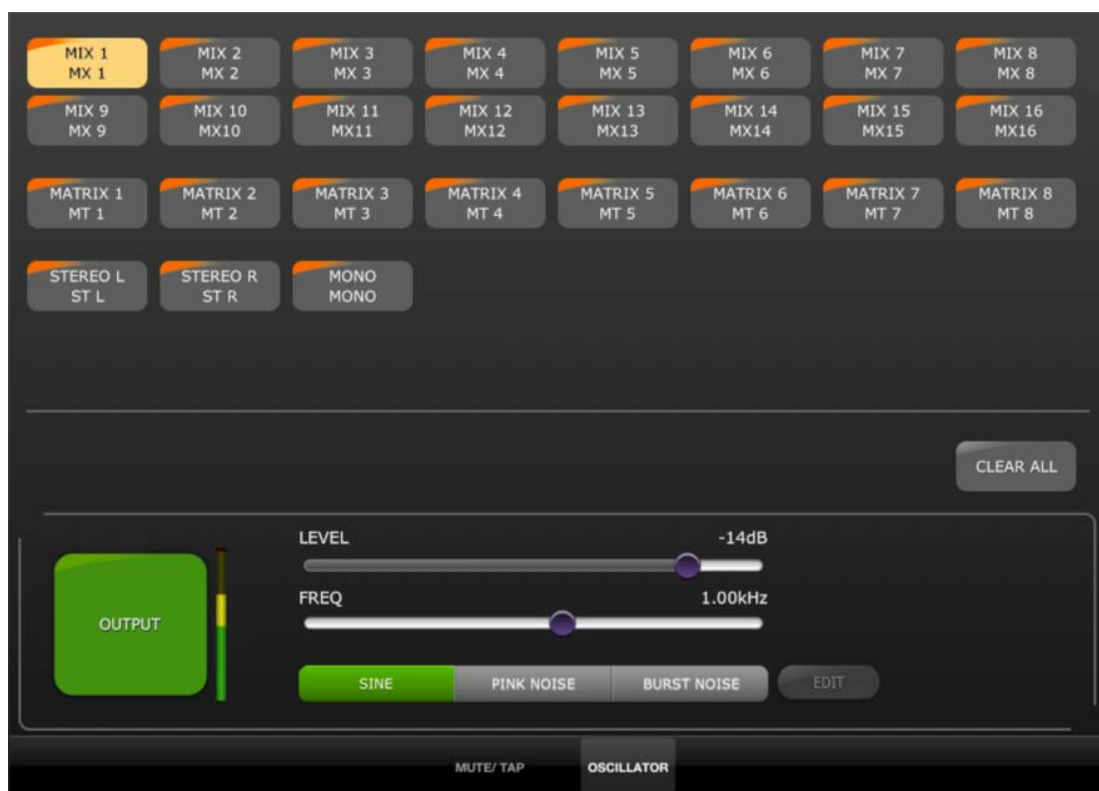 MIX 1 MIX 2 MIX 3 MIX 4 MIX 5 MIX 6 MIX 7 MIX 8
MX 1 MX 2 MX 3 MX 4 MX 5 MX 6 MX 7 MX 8
MIX 9 MIX 10 MIX 11 MIX 12 MIX 13 MIX 14 MIX 15 MIX 16
MX 9 MX10 MX11 MX12 MX13 MX14 MX15 MX16
MATRIX 1 MATRIX 2 MATRIX 3 MATRIX 4 MATRIX 5 MATRIX 6 MATRIX 7 MATRIX 8
MT 1 MT 2 MT 3 MT 4 MT 5 MT 6 MT 7 MT 8
STEREO L STEREO R MONO
ST L ST R MONO
CLEAR ALL
LEVEL -14dB
FREQ 1.00kHz
OUTPUT
SINE PINK NOISE BURST NOISE EDIT
MUTE/ TAP OSCILLATOR